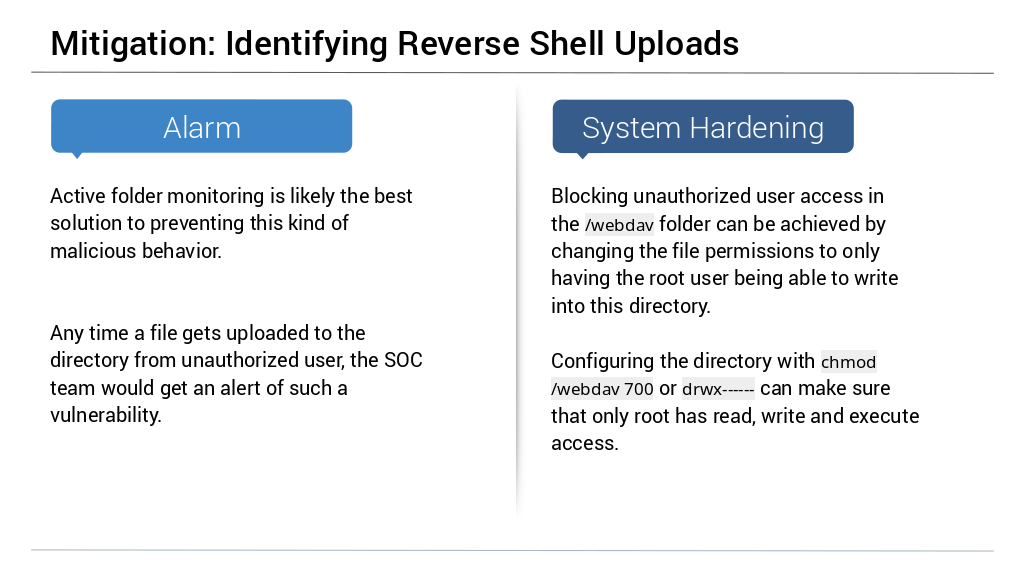 Mitigation: Identifying Reverse Shell Uploads
Alarm
Active folder monitoring is likely the best
solution to preventing this kind of
malicious behavior.
Any time a file gets uploaded to the
directory from unauthorized user, the SOC
team would get an alert of such a
vulnerability.
System Hardening
Blocking unauthorized user access in
the /webdav folder can be achieved by
changing the file permissions to only
having the root user being able to write
into this directory.
Configuring the directory with chmod
/webdav 700 or drwx------ can make sure
that only root has read, write and execute
access.